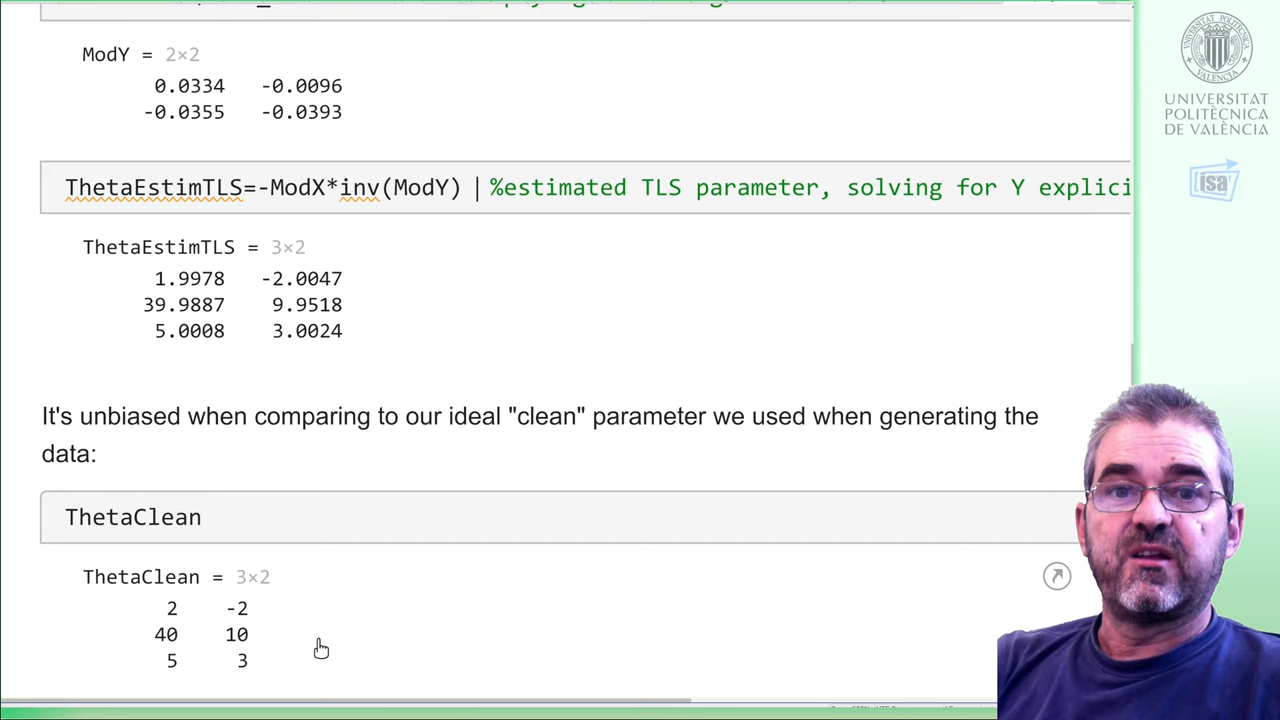 ModY = 2×2
0.0334 -0.0096
-0.0355 -0.0393
ThetaEstimTLS=-ModX*inv(ModY) %estimated TLS parameter, solving for Y explici
ThetaEstimTLS = 3×2
1.9978 -2.0047
39.9887 9.9518
5.0008 3.0024
It's unbiased when comparing to our ideal "clean" parameter we used when generating the
data:
ThetaClean
ThetaClean = 3×2
2 -2
40 10
5 3
UNIVERSITAT
POLITÈCNICA
DE VALÈNCIA
isa